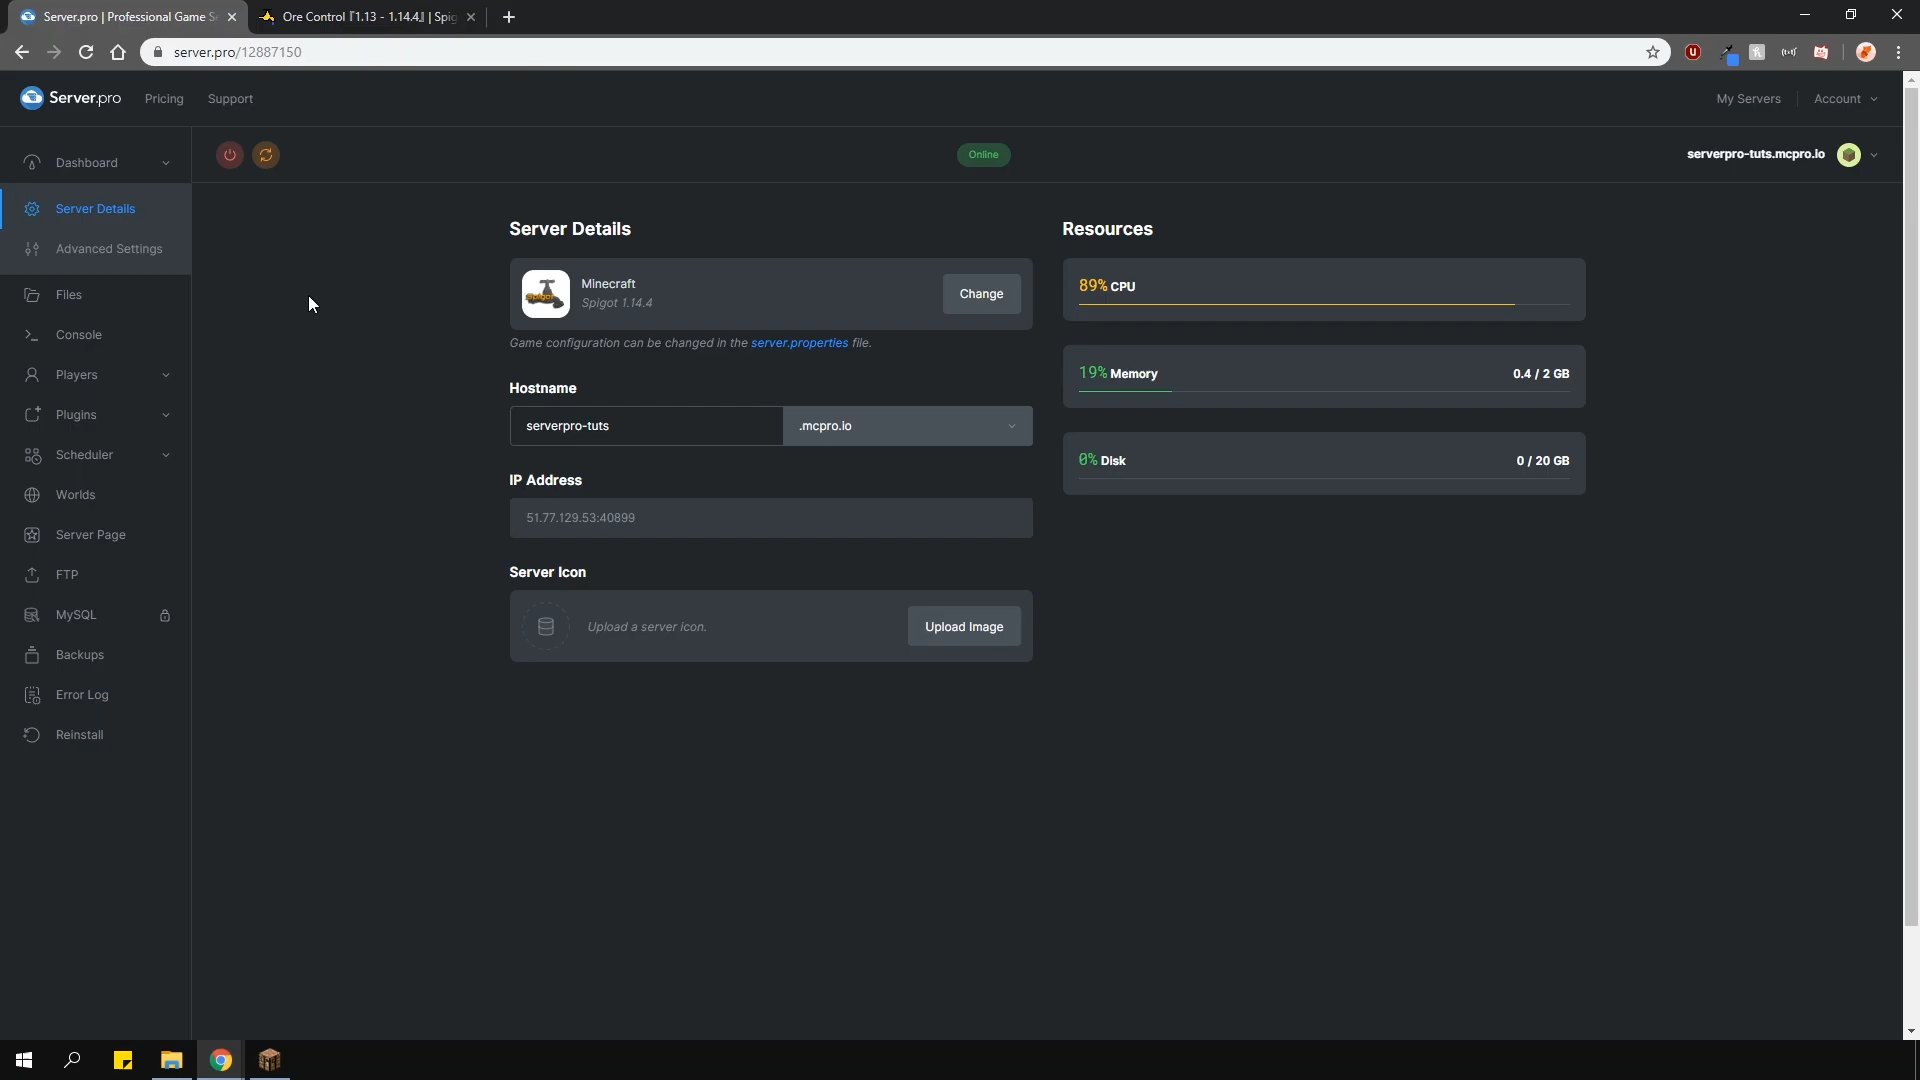 Server.pro | Professional Game S
Ore Control『1.13 - 1.14.4』| Spig
server.pro/12887150
Server.pro
Pricing
Support
My Servers
Account
Dashboard
Online
serverpro-tuts.mcpro.io
Server Details
Advanced Settings
Files
Console
Players
Plugins
Scheduler
Worlds
Server Page
FTP
MySQL
Backups
Error Log
Reinstall
Server Details
Spigot
Minecraft
Spigot 1.14.4
Change
Game configuration can be changed in the server.properties file.
Hostname
serverpro-tuts
.mcpro.io
IP Address
51.77.129.53:40899
Server Icon
Upload a server icon.
Upload Image
Resources
89% CPU
19% Memory
0.4 / 2 GB
0% Disk
0 / 20 GB